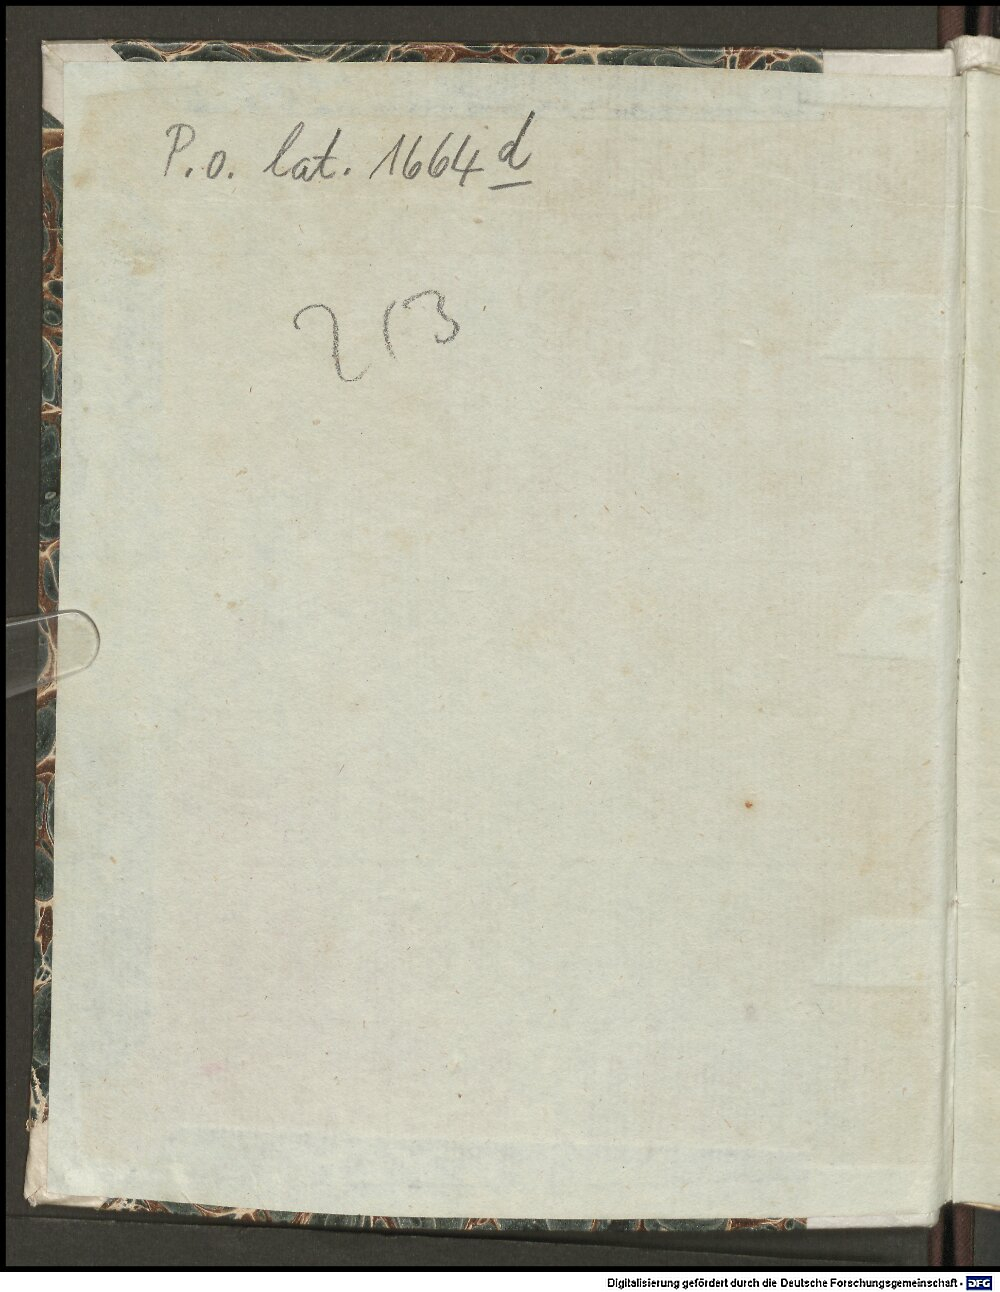 P.o. lat. 1664 d
213
Digitalisierung gefördert durch die Deutsche Forschungsgemeinschaft - DFG